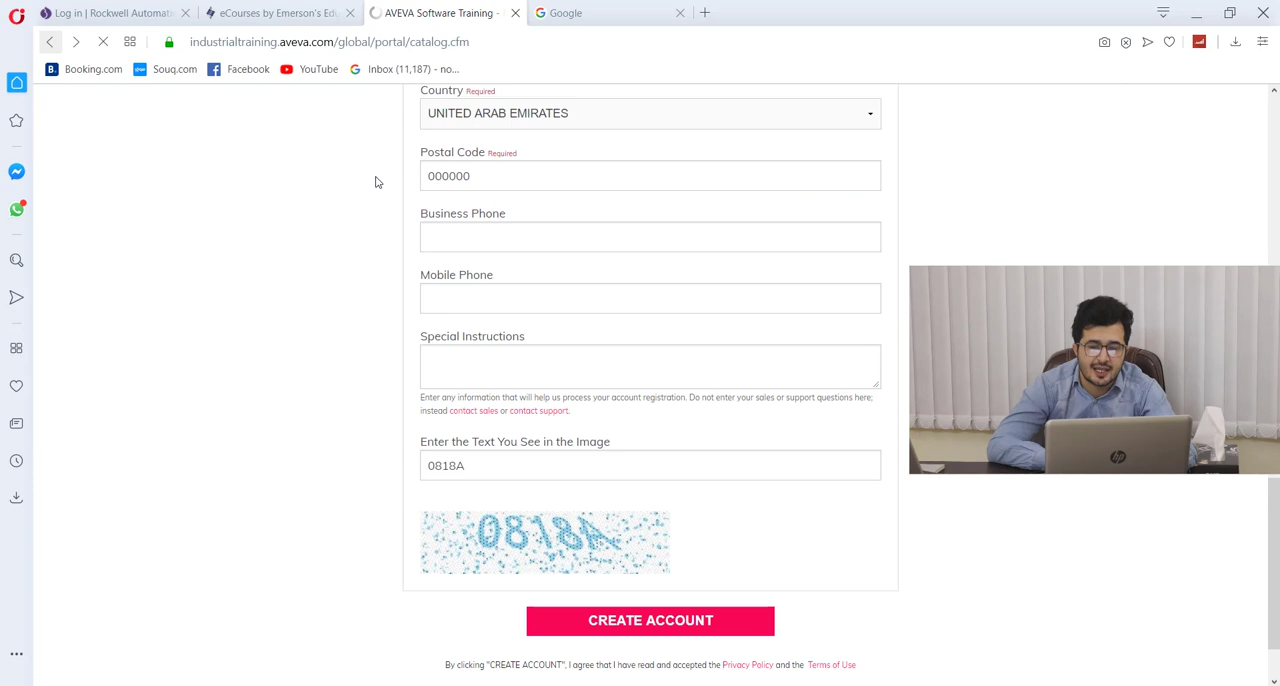 Log in | Rockwell Automati
eCourses by Emerson's Edu
AVEVA Software Training -
Google
industrialtraining.aveva.com/global/portal/catalog.cfm
B. Booking.com
Souq.com
Facebook
YouTube
Inbox (11,187) - no...
Country Required
UNITED ARAB EMIRATES
Postal Code Required
000000
Business Phone
Mobile Phone
Special Instructions
Enter any information that will help us process your account registration. Do not enter your sales or support questions here;
instead contact sales or contact support.
Enter the Text You See in the Image
0818A
0818A
hp
CREATE ACCOUNT
By clicking "CREATE ACCOUNT", I agree that I have read and accepted the Privacy Policy and the Terms of Use